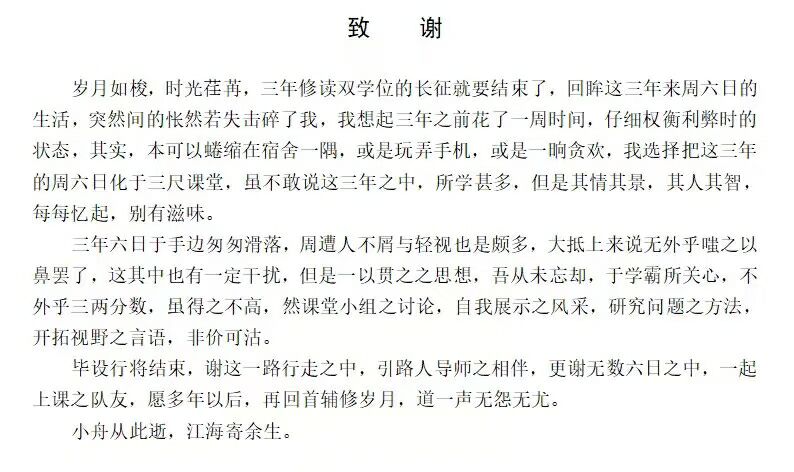 致 谢
岁月如梭，时光荏苒，三年修读双学位的长征就要结束了，回眸这三年来周六日的
生活，突然间的怅然若失击碎了我，我想起三年之前花了一周时间，仔细权衡利弊时的
状态，其实，本可以蜷缩在宿舍一隅，或是玩弄手机，或是一晌贪欢，我选择把这三年
的周六日化于三尺课堂，虽不敢说这三年之中，所学甚多，但是其情其景，其人其智，
每每忆起，别有滋味。
三年六日于手边匆匆滑落，周遭人不屑与轻视也是颇多，大抵上来说无外乎嗤之以
鼻罢了，这其中也有一定干扰，但是一以贯之之思想，吾从未忘却，于学霸所关心，不
外乎三两分数，虽得之不高，然课堂小组之讨论，自我展示之风采，研究问题之方法，
开拓视野之言语，非价可沽。
毕设行将结束，谢这一路行走之中，引路人导师之相伴，更谢无数六日之中，一起
上课之队友，愿多年以后，再回首辅修岁月，道一声无怨无尤。
小舟从此逝，江海寄余生。